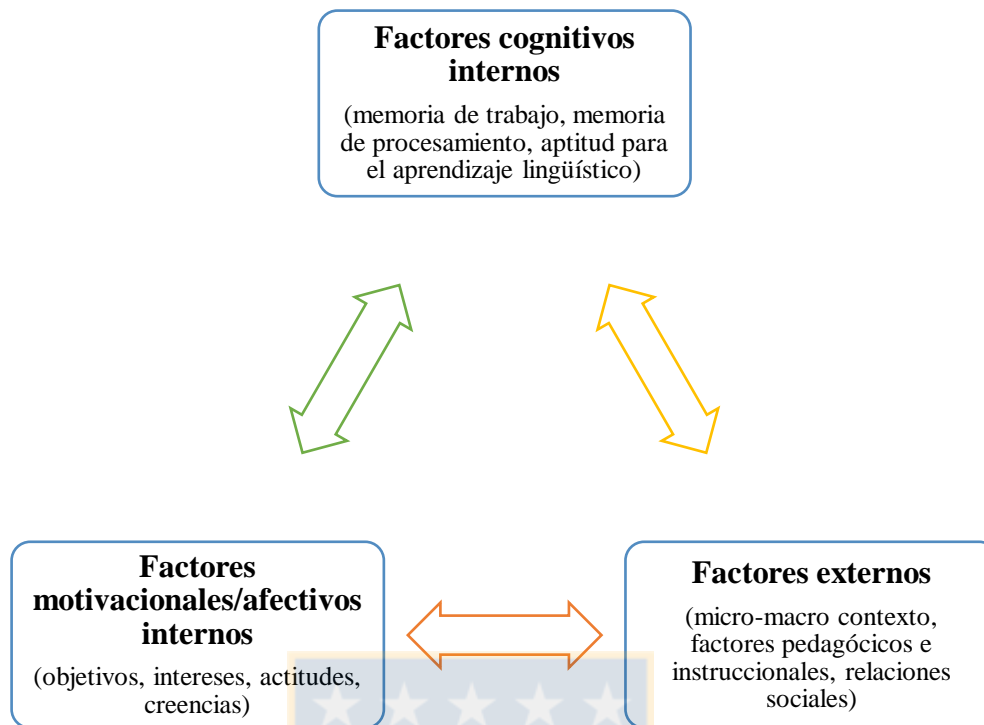 Factores cognitivos
internos
(memoria de trabajo, memoria
de procesamiento, aptitud para
el aprendizaje lingüístico)
Factores
motivacionales/afectivos
internos
(objetivos, intereses, actitudes,
creencias)
Factores externos
(micro-macro contexto,
factores pedagógicos e
instruccionales, relaciones
sociales)